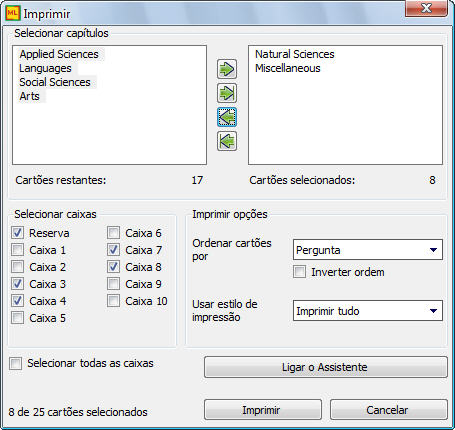 ML Imprimir
Selecionar capítulos
Applied Sciences
Languages
Social Sciences
Arts
Natural Sciences
Miscellaneous
Cartões restantes: 17
Cartões selecionados: 8
Selecionar caixas
Reserva
Caixa 1
Caixa 2
Caixa 3
Caixa 4
Caixa 5
Caixa 6
Caixa 7
Caixa 8
Caixa 9
Caixa 10
Imprimir opções
Ordenar cartões
por
Pergunta
Inverter ordem
Usar estilo de
impressão
Imprimir tudo
Selecionar todas as caixas
Ligar o Assistente
8 de 25 cartões selecionados
Imprimir
Cancelar